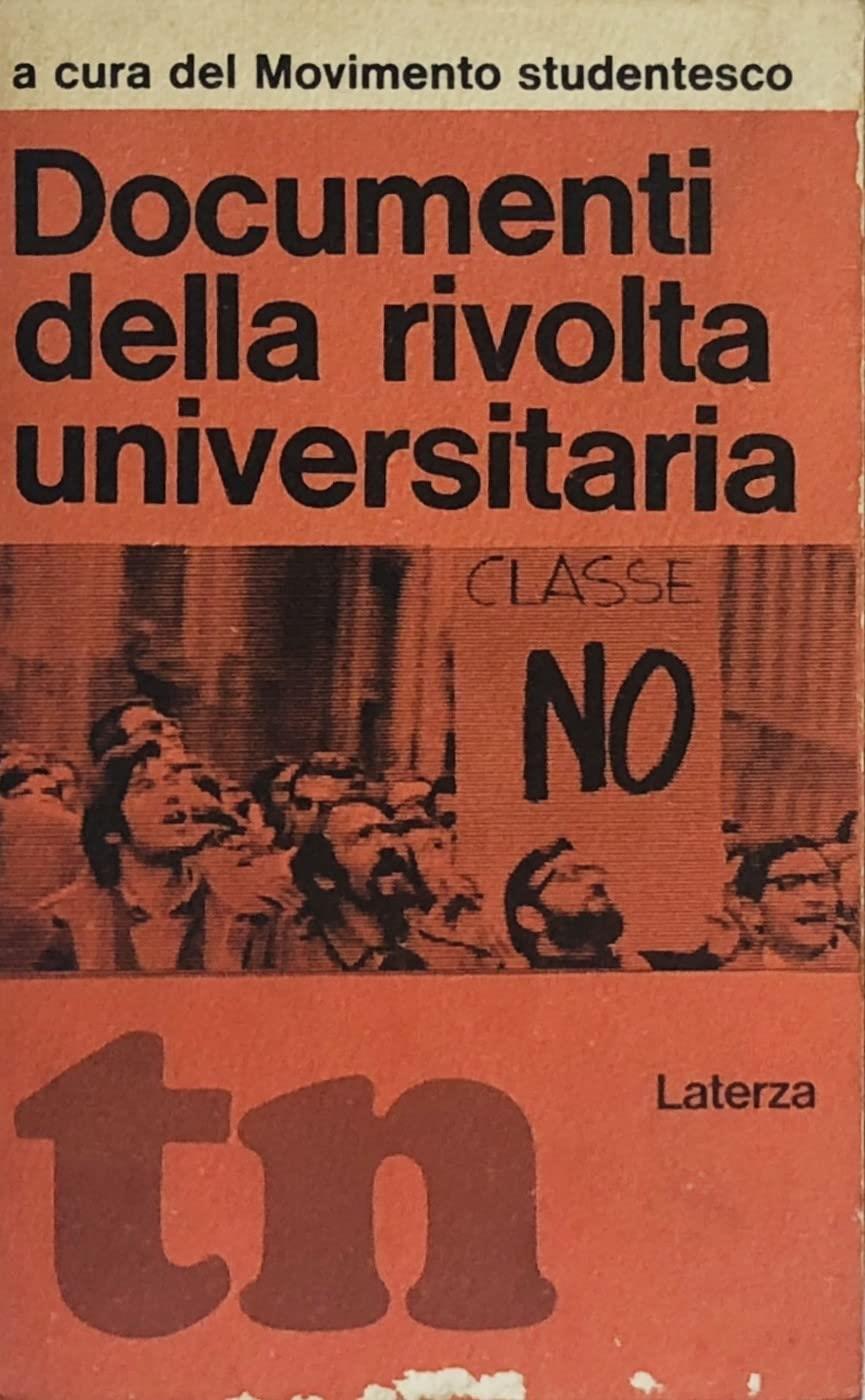 a cura del Movimento studentesco
Documenti
della rivolta
universitaria
CLASSE
NO
tn
Laterza